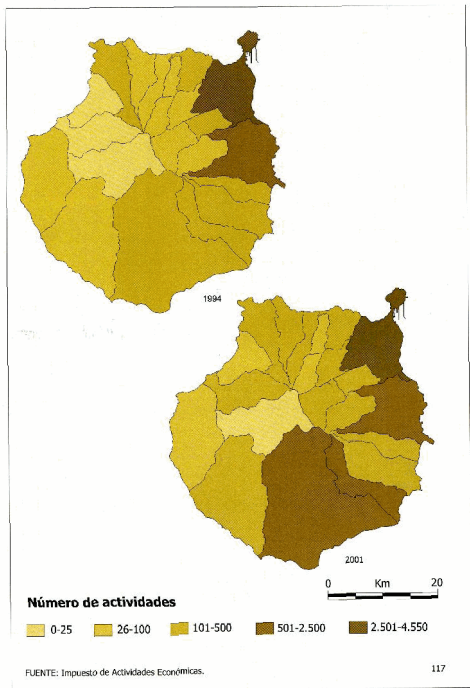 1994
2001
0 Km 20
Número de actividades
0-25 26-100 101-500 501-2.500 2.501-4.550
FUENTE: Impuesto de Actividades Económicas.
117